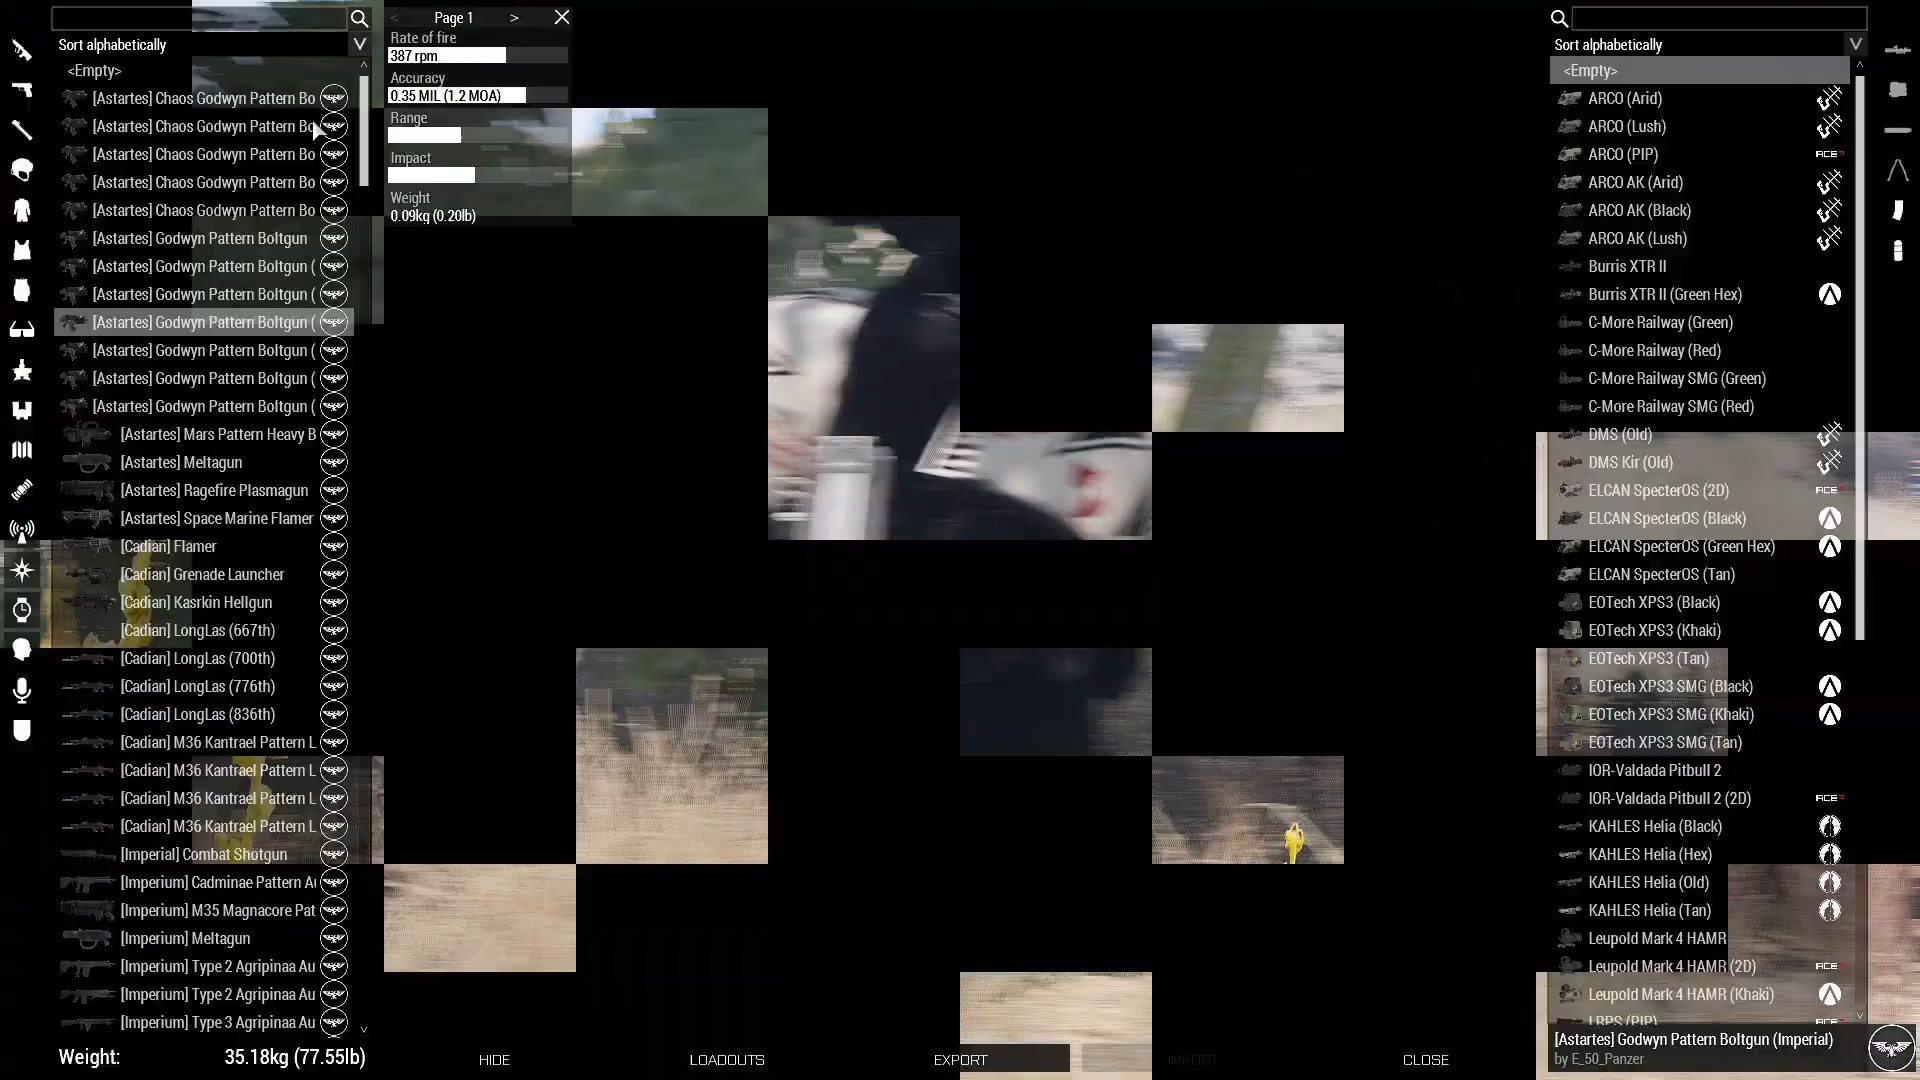 < Page 1 > X
Sort alphabetically
<Empty>
[Astartes] Chaos Godwyn Pattern Bo
[Astartes] Chaos Godwyn Pattern Bo
[Astartes] Chaos Godwyn Pattern Bo
[Astartes] Chaos Godwyn Pattern Bo
[Astartes] Chaos Godwyn Pattern Bo
[Astartes] Godwyn Pattern Boltgun
[Astartes] Godwyn Pattern Boltgun (
[Astartes] Godwyn Pattern Boltgun (
[Astartes] Godwyn Pattern Boltgun (
[Astartes] Godwyn Pattern Boltgun (
[Astartes] Godwyn Pattern Boltgun (
[Astartes] Godwyn Pattern Boltgun (
[Astartes] Mars Pattern Heavy B
[Astartes] Meltagun
[Astartes] Ragefire Plasmagun
[Astartes] Space Marine Flamer
[Cadian] Flamer
[Cadian] Grenade Launcher
[Cadian] Kasrkin Hellgun
[Cadian] LongLas (667th)
[Cadian] LongLas (700th)
[Cadian] LongLas (776th)
[Cadian] LongLas (836th)
[Cadian] M36 Kantrael Pattern L
[Cadian] M36 Kantrael Pattern L
[Cadian] M36 Kantrael Pattern L
[Cadian] M36 Kantrael Pattern L
[Imperial] Combat Shotgun
[Imperium] Cadminae Pattern Au
[Imperium] M35 Magnacore Pat
[Imperium] Meltagun
[Imperium] Type 2 Agripinaa Au
[Imperium] Type 2 Agripinaa Au
[Imperium] Type 3 Agripinaa Au
Weight: 35.18kg (77.55lb)
Rate of fire
387 rpm
Accuracy
0.35 MIL (1.2 MOA)
Range
Impact
Weight
0.09kg (0.20lb)
HIDE
LOADOUTS
EXPORT
IMPORT
CLOSE
Sort alphabetically
<Empty>
ARCO (Arid)
ARCO (Lush)
ARCO (PIP) ACE
ARCO AK (Arid)
ARCO AK (Black)
ARCO AK (Lush)
Burris XTR II
Burris XTR II (Green Hex)
C-More Railway (Green)
C-More Railway (Red)
C-More Railway SMG (Green)
C-More Railway SMG (Red)
DMS (Old)
DMS Kir (Old)
ELCAN SpecterOS (2D) ACE
ELCAN SpecterOS (Black)
ELCAN SpecterOS (Green Hex)
ELCAN SpecterOS (Tan)
EOTech XPS3 (Black)
EOTech XPS3 (Khaki)
EOTech XPS3 (Tan)
EOTech XPS3 SMG (Black)
EOTech XPS3 SMG (Khaki)
EOTech XPS3 SMG (Tan)
IOR-Valdada Pitbull 2
IOR-Valdada Pitbull 2 (2D) ACE
KAHLES Helia (Black)
KAHLES Helia (Hex)
KAHLES Helia (Old)
KAHLES Helia (Tan)
Leupold Mark 4 HAMR
Leupold Mark 4 HAMR (2D) ACE
Leupold Mark 4 HAMR (Khaki)
LRPS (PIP) ACE
[Astartes] Godwyn Pattern Boltgun (Imperial)
by E_50_Panzer